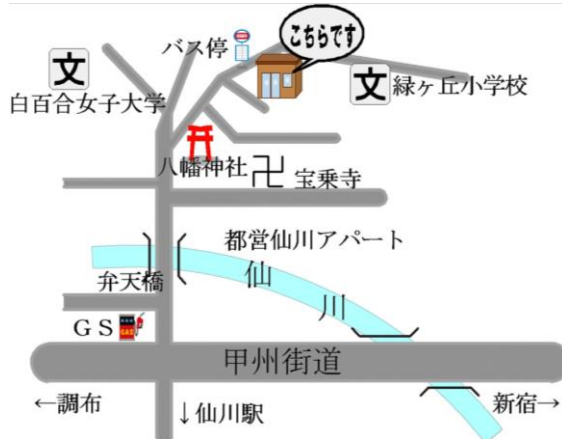 こちらです
バス停
文
文
緑ヶ丘小学校
白百合女子大学
八幡神社
卍
宝乗寺
都営仙川アパート
仙川
弁天橋
GS
甲州街道
←調布
新宿→
↓仙川駅